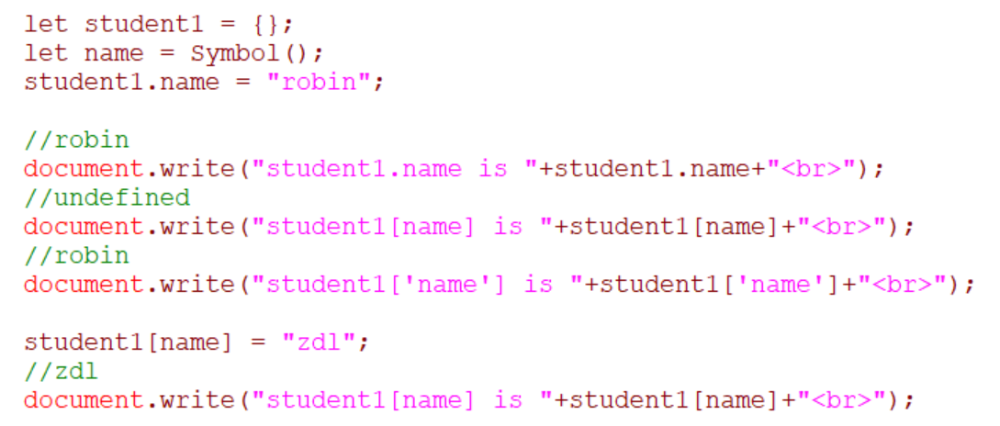 let student1 = {};
let name = Symbol();
student1.name = "robin";
//robin
document.write("student1.name is "+student1.name+"<br>");
//undefined
document.write("student1[name] is "+student1[name]+"<br>");
//robin
document.write("student1['name'] is "+student1['name']+"<br>");
student1[name] = "zdl";
//zdl
document.write("student1[name] is "+student1[name]+"<br>");